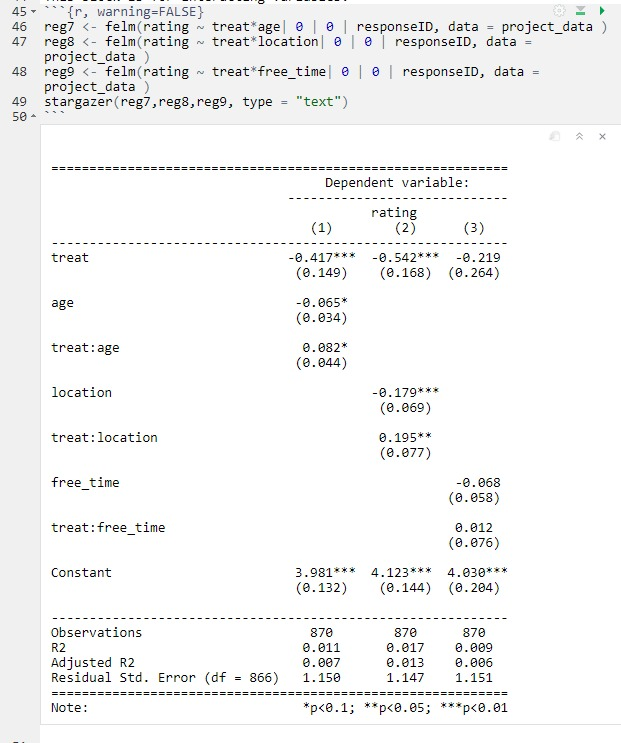 45 ```{r, warning=FALSE}
46 reg7 <- felm(rating ~ treat*age| 0 | 0 | responseID, data = project_data )
47 reg8 <- felm(rating ~ treat*location| 0 | 0 | responseID, data =
project_data )
48 reg9 <- felm(rating ~ treat*free_time| 0 | 0 | responseID, data =
project_data )
49 stargazer(reg7,reg8,reg9, type = "text")
50 ```
===========================================================
Dependent variable:
-----------------------------
rating
(1) (2) (3)
-----------------------------------------------------------
treat -0.417*** -0.542*** -0.219
(0.149) (0.168) (0.264)
age -0.065*
(0.034)
treat:age 0.082*
(0.044)
location -0.179***
(0.069)
treat:location 0.195**
(0.077)
free_time -0.068
(0.058)
treat:free_time 0.012
(0.076)
Constant 3.981*** 4.123*** 4.030***
(0.132) (0.144) (0.204)
-----------------------------------------------------------
Observations 870 870 870
R2 0.011 0.017 0.009
Adjusted R2 0.007 0.013 0.006
Residual Std. Error (df = 866) 1.150 1.147 1.151
===========================================================
Note: *p<0.1; **p<0.05; ***p<0.01